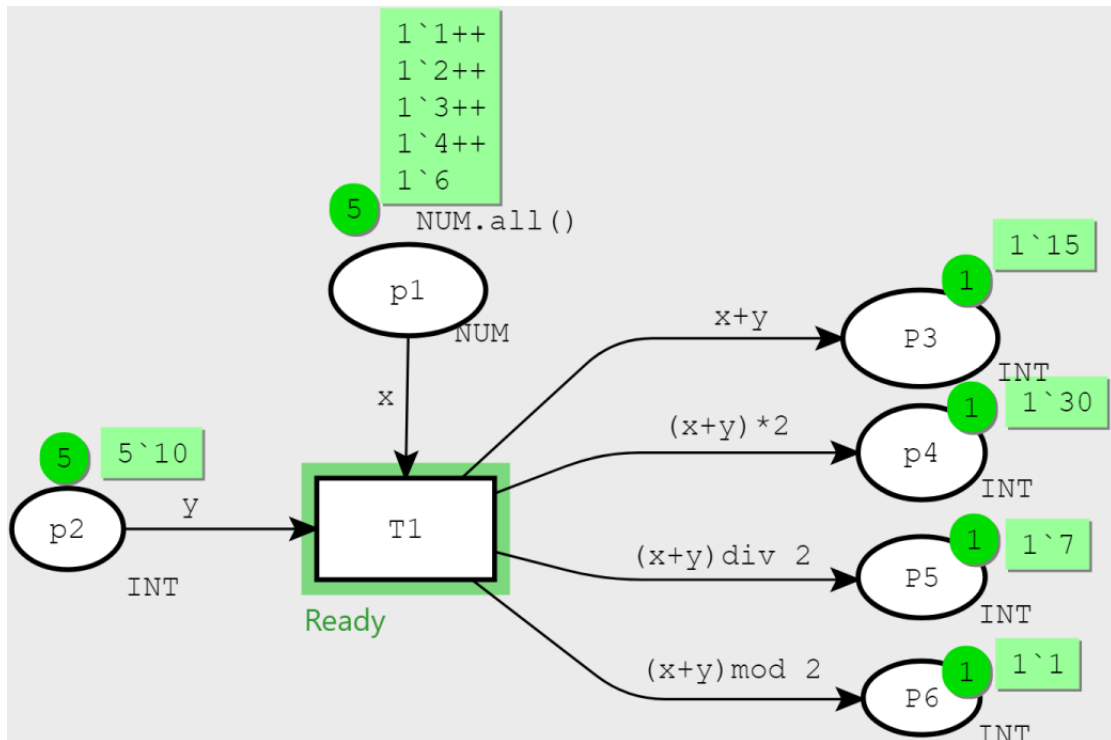 1`1++
1`2++
1`3++
1`4++
1`6
5
NUM.all()
p1
NUM
x
5
5`10
p2
INT
y
T1
Ready
x+y
1
1`15
P3
INT
(x+y)*2
1
1`30
p4
INT
(x+y)div 2
1
1`7
P5
INT
(x+y)mod 2
1
1`1
P6
INT